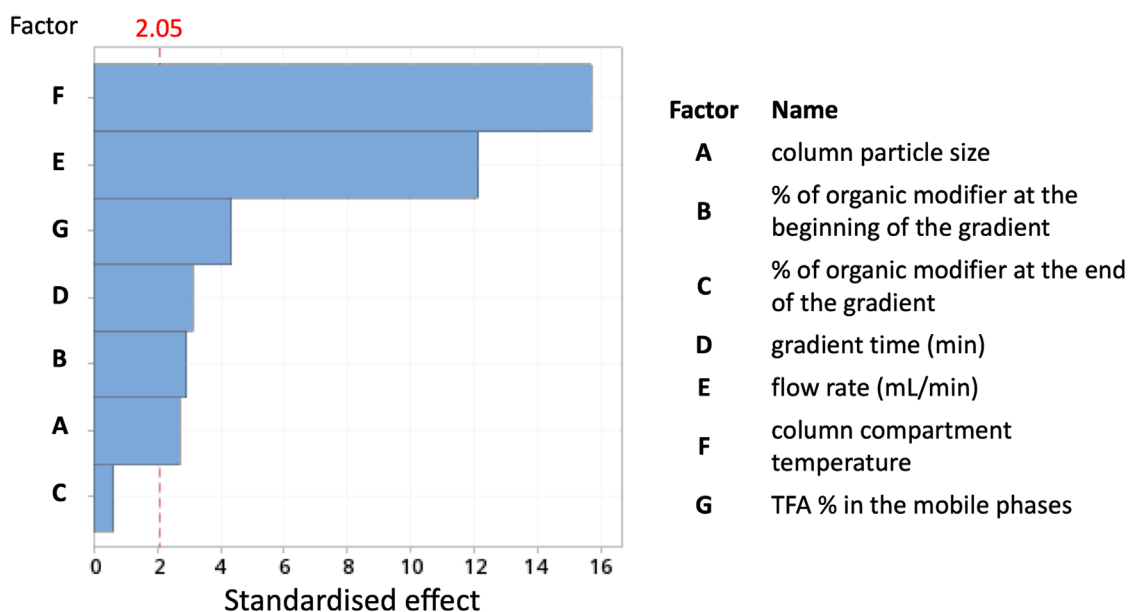 Factor
2.05
F
E
G
D
B
A
C
0 2 4 6 8 10 12 14 16
Standardised effect
Factor Name
A column particle size
B % of organic modifier at the
beginning of the gradient
C % of organic modifier at the end
of the gradient
D gradient time (min)
E flow rate (mL/min)
F column compartment
temperature
G TFA % in the mobile phases